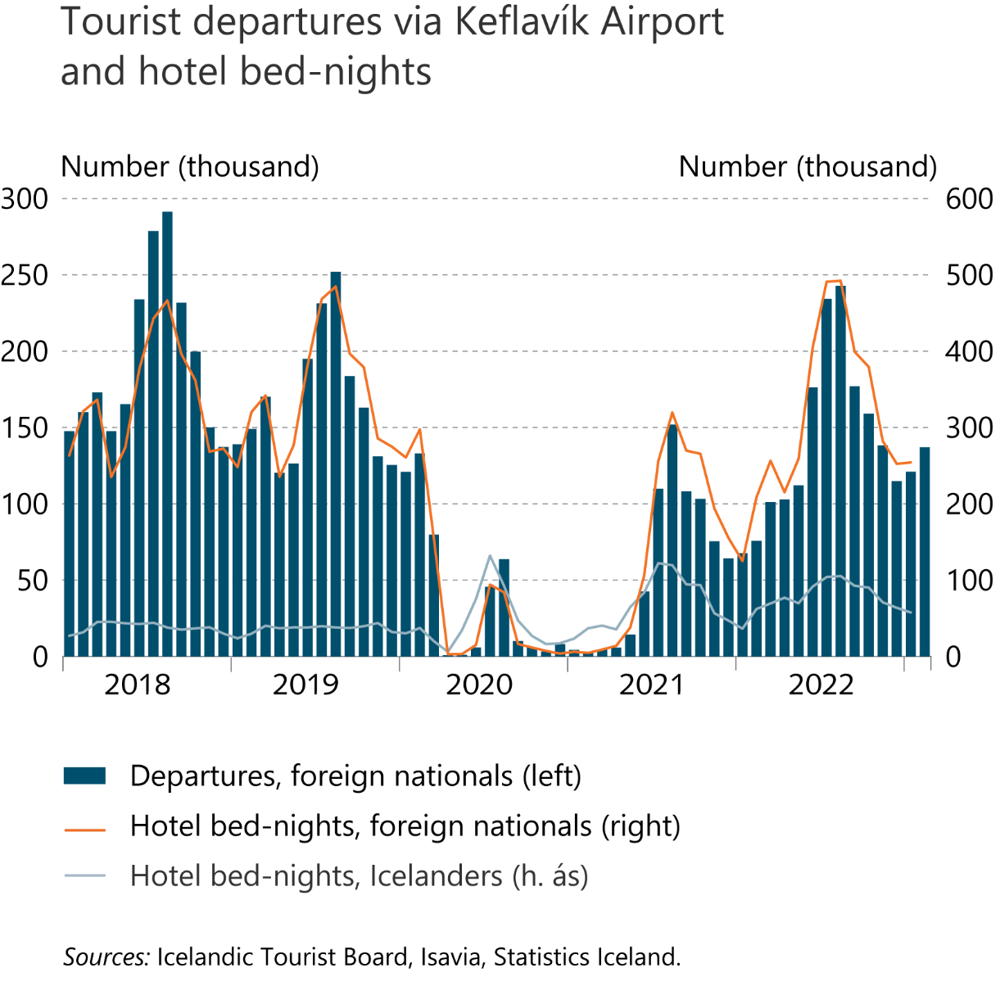 Tourist departures via Keflavík Airport
and hotel bed-nights
Number (thousand)
Number (thousand)
300
600
250
500
200
400
150
300
100
200
50
100
0
0
2018
2019
2020
2021
2022
Departures, foreign nationals (left)
Hotel bed-nights, foreign nationals (right)
Hotel bed-nights, Icelanders (h. ás)
Sources: Icelandic Tourist Board, Isavia, Statistics Iceland.